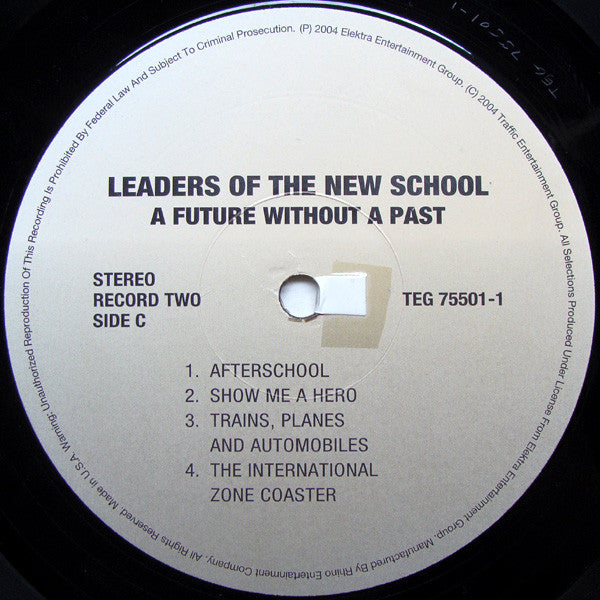 LEADERS OF THE NEW SCHOOL
A FUTURE WITHOUT A PAST
STEREO
RECORD TWO
SIDE C
TEG 75501-1
1. AFTERSCHOOL
2. SHOW ME A HERO
3. TRAINS, PLANES
AND AUTOMOBILES
4. THE INTERNATIONAL
ZONE COASTER
Made in U.S.A. Warning: Unauthorized Reproduction Of This Recording Is Prohibited By Federal Law And Subject To Criminal Prosecution. (P) 2004 Elektra Entertainment Group. (C) 2004 Traffic Entertainment Group. All Selections Produced Under License From Elektra Entertainment Group. Manufactured By Rhino Entertainment Company. All Rights Reserved.
TEG 75501-1